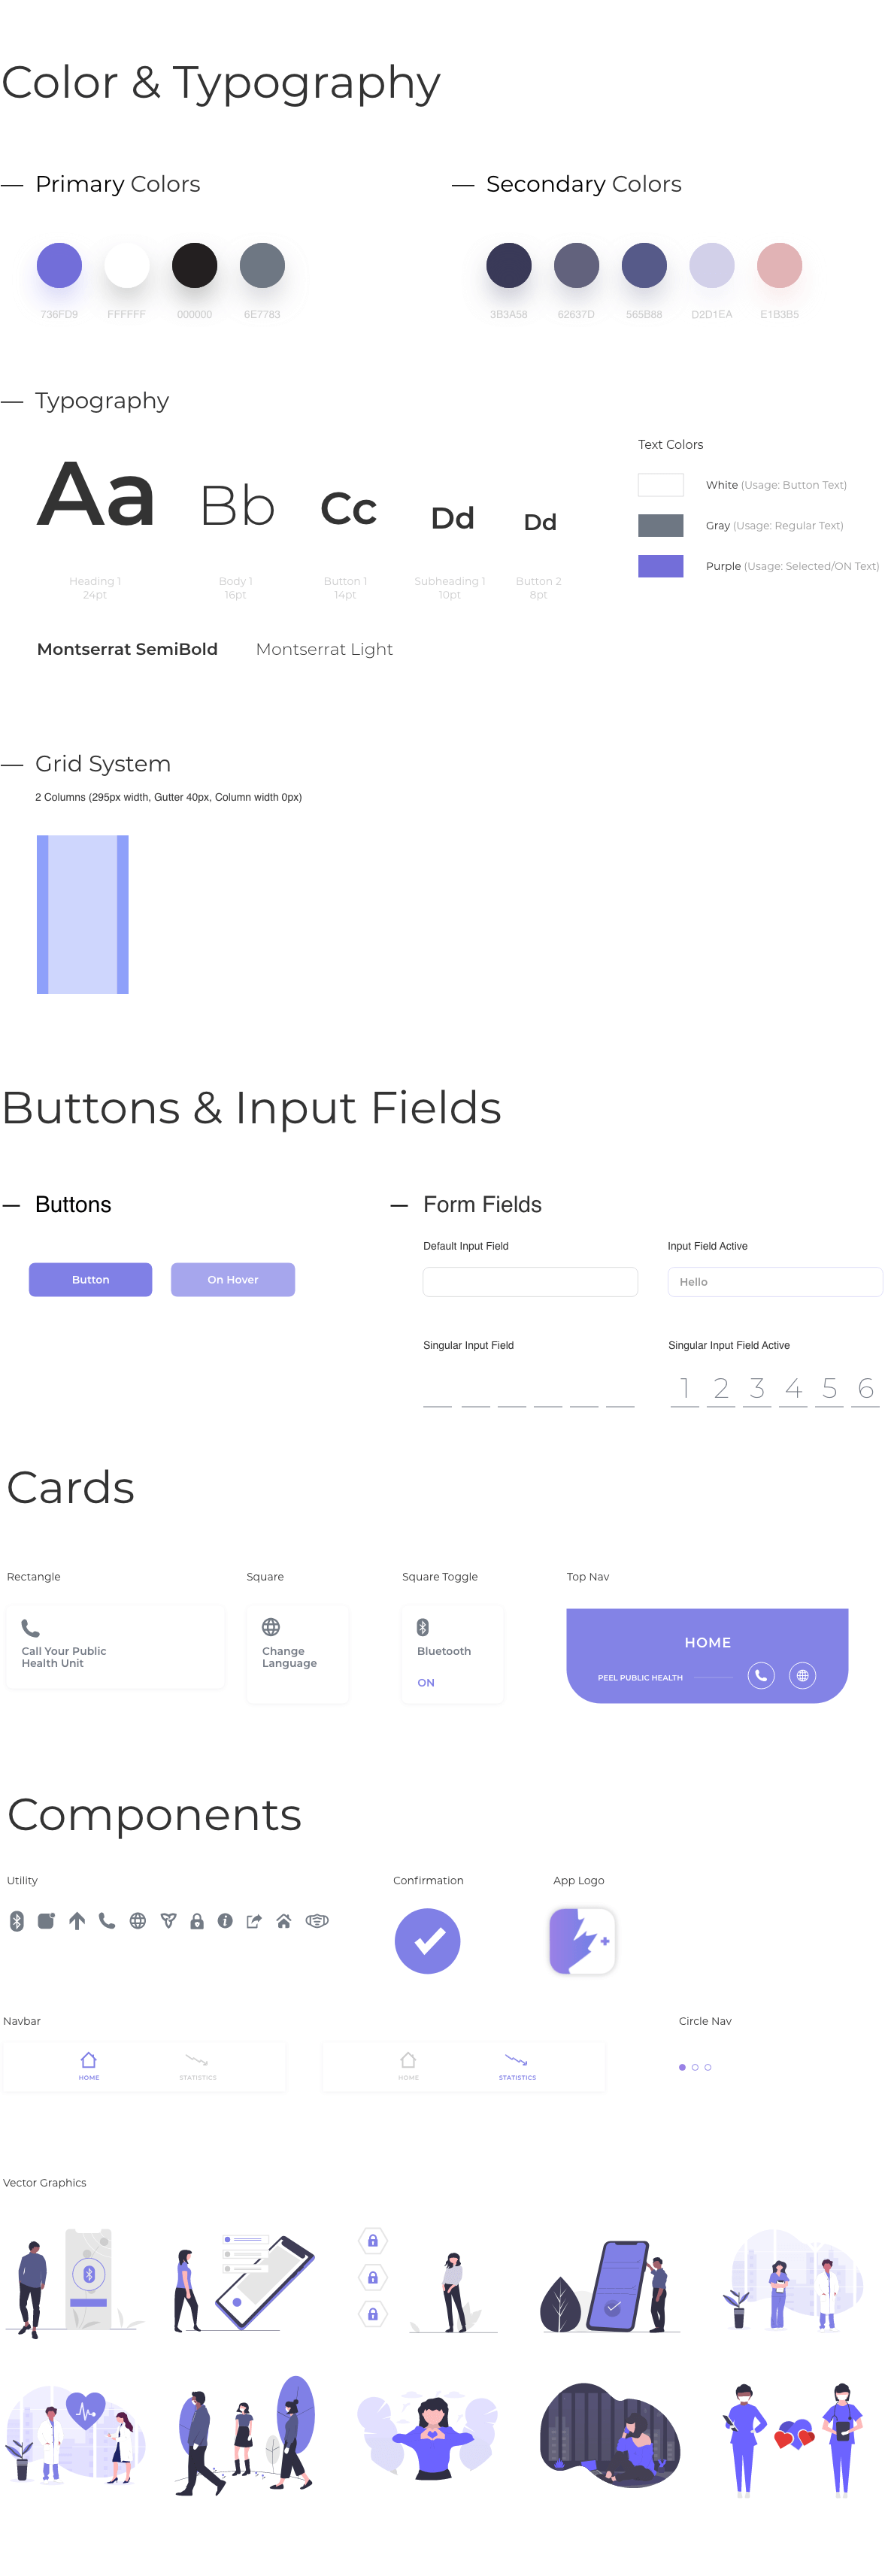 Color & Typography
Primary Colors
Secondary Colors
736FD9
FFFFFF
000000
6E7783
3B3A58
62637D
565B88
D2D1EA
E1B3B5
Typography
Aa
Bb
Cc
Dd
Dd
Heading 1
24pt
Body 1
16pt
Button 1
14pt
Subheading 1
10pt
Button 2
8pt
Text Colors
White (Usage: Button Text)
Gray (Usage: Regular Text)
Purple (Usage: Selected/ON Text)
Montserrat SemiBold
Montserrat Light
Grid System
2 Columns (295px width, Gutter 40px, Column width 0px)
Buttons & Input Fields
Buttons
Button
On Hover
Form Fields
Default Input Field
Input Field Active
Hello
Singular Input Field
Singular Input Field Active
1 2 3 4 5 6
Cards
Rectangle
Square
Square Toggle
Top Nav
Call Your Public
Health Unit
Change
Language
Bluetooth
ON
HOME
PEEL PUBLIC HEALTH
Components
Utility
Confirmation
App Logo
Navbar
Circle Nav
HOME
STATISTICS
HOME
STATISTICS
Vector Graphics